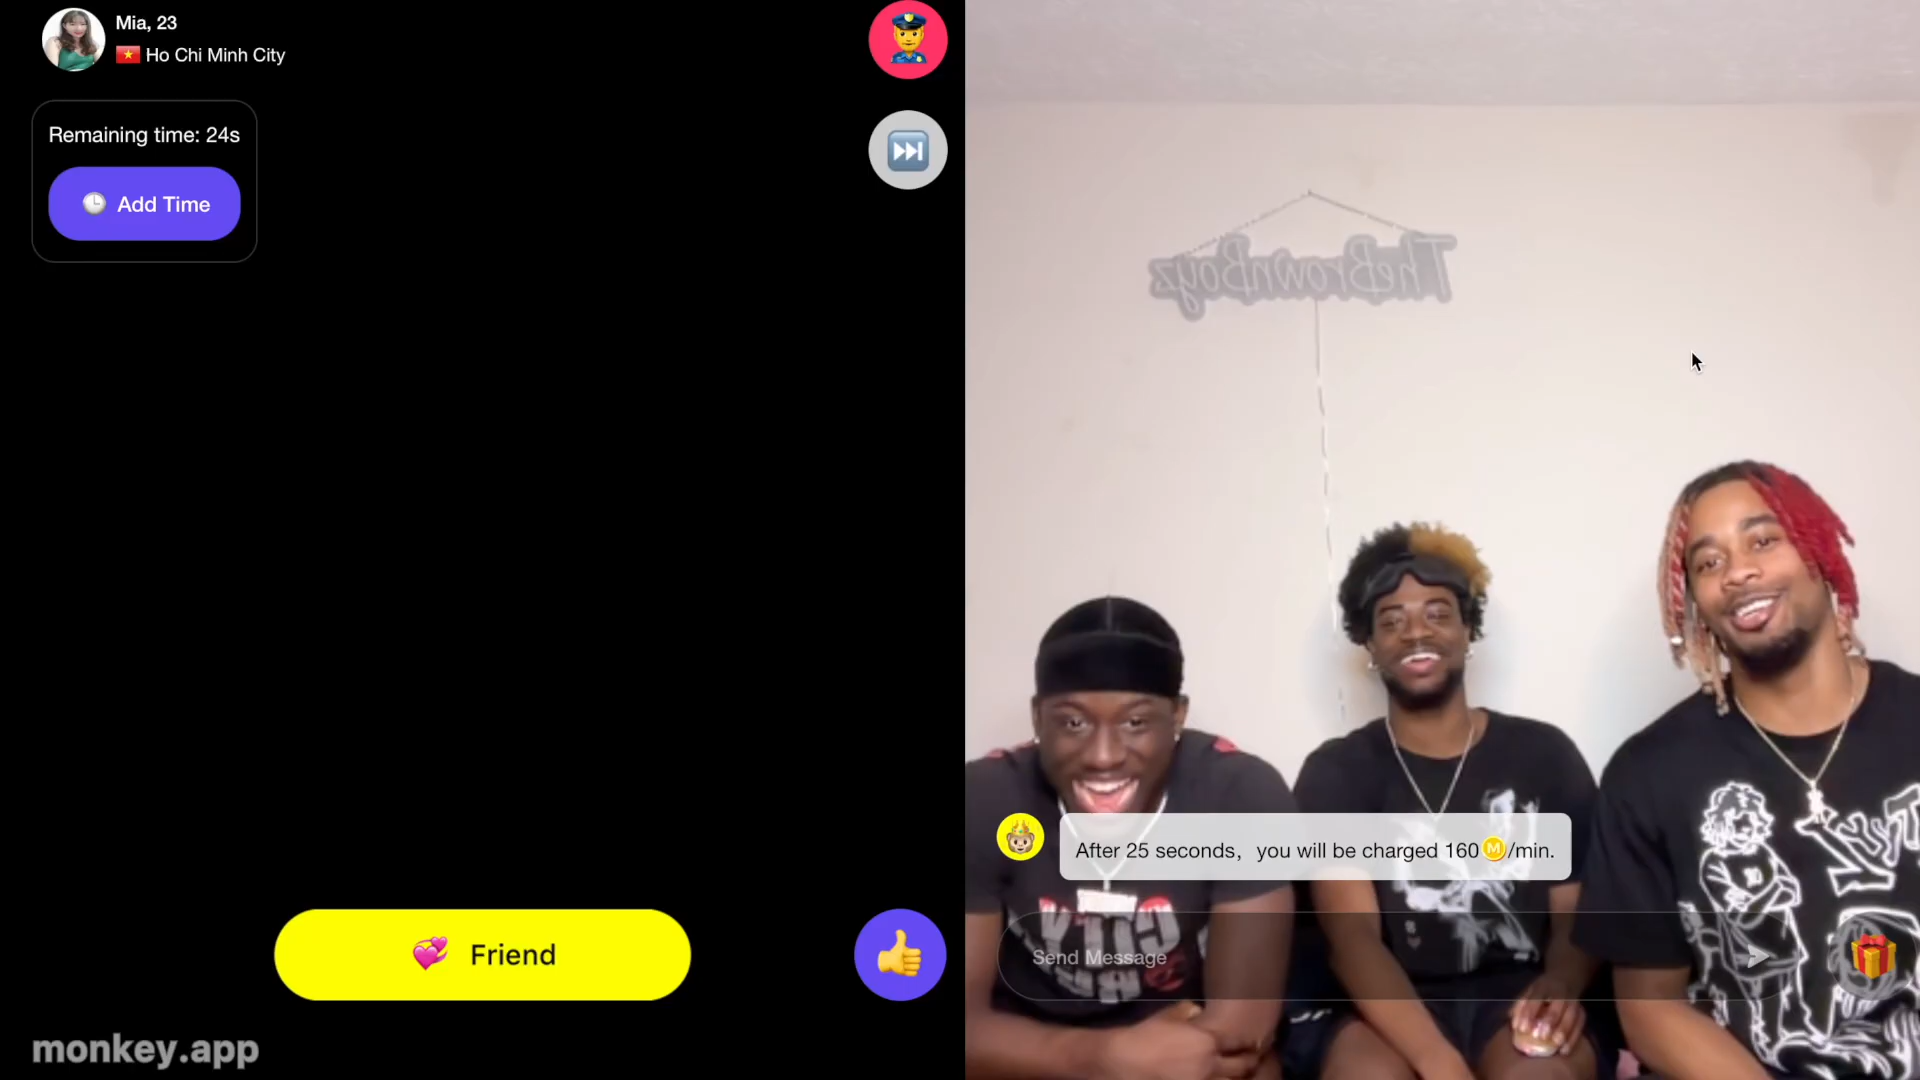 Mia, 23
Ho Chi Minh City
Remaining time: 24s
Add Time
TheBrownBoyz
After 25 seconds, you will be charged 160 M/min.
CITY
Send Message
Friend
monkey.app